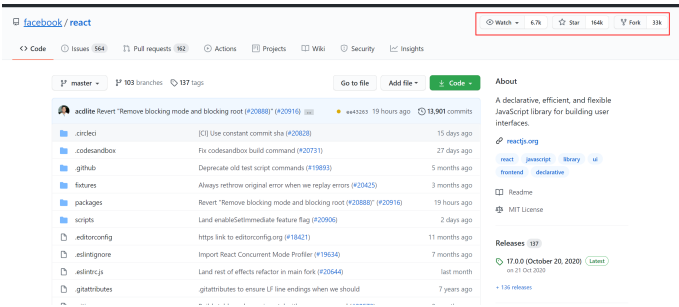 facebook / react
Watch 6.7k Star 164k Fork 33k
Code Issues 564 Pull requests 162 Actions Projects Wiki Security Insights
master 103 branches 137 tags Go to file Add file Code
acdlite Revert "Remove blocking mode and blocking root (#20888)" (#20916) ... ee43263 19 hours ago 13,901 commits
.circleci [CI] Use constant commit sha (#20828) 15 days ago
.codesandbox Fix codesandbox build command (#20731) 27 days ago
.github Deprecate old test script commands (#19893) 5 months ago
fixtures Always rethrow original error when we replay errors (#20425) 3 months ago
packages Revert "Remove blocking mode and blocking root (#20888)" (#20916) 19 hours ago
scripts Land enableSetImmediate feature flag (#20906) 2 days ago
.editorconfig https link to editorconfig.org (#18421) 11 months ago
.eslintignore Import React Concurrent Mode Profiler (#19634) 7 months ago
.eslintrc.js Land rest of effects refactor in main fork (#20644) last month
.gitattributes .gitattributes to ensure LF line endings when we should 7 years ago
About
A declarative, efficient, and flexible
JavaScript library for building user
interfaces.
reactjs.org
react javascript library ui
frontend declarative
Readme
MIT License
Releases 137
17.0.0 (October 20, 2020) Latest
on 21 Oct 2020
+ 136 releases